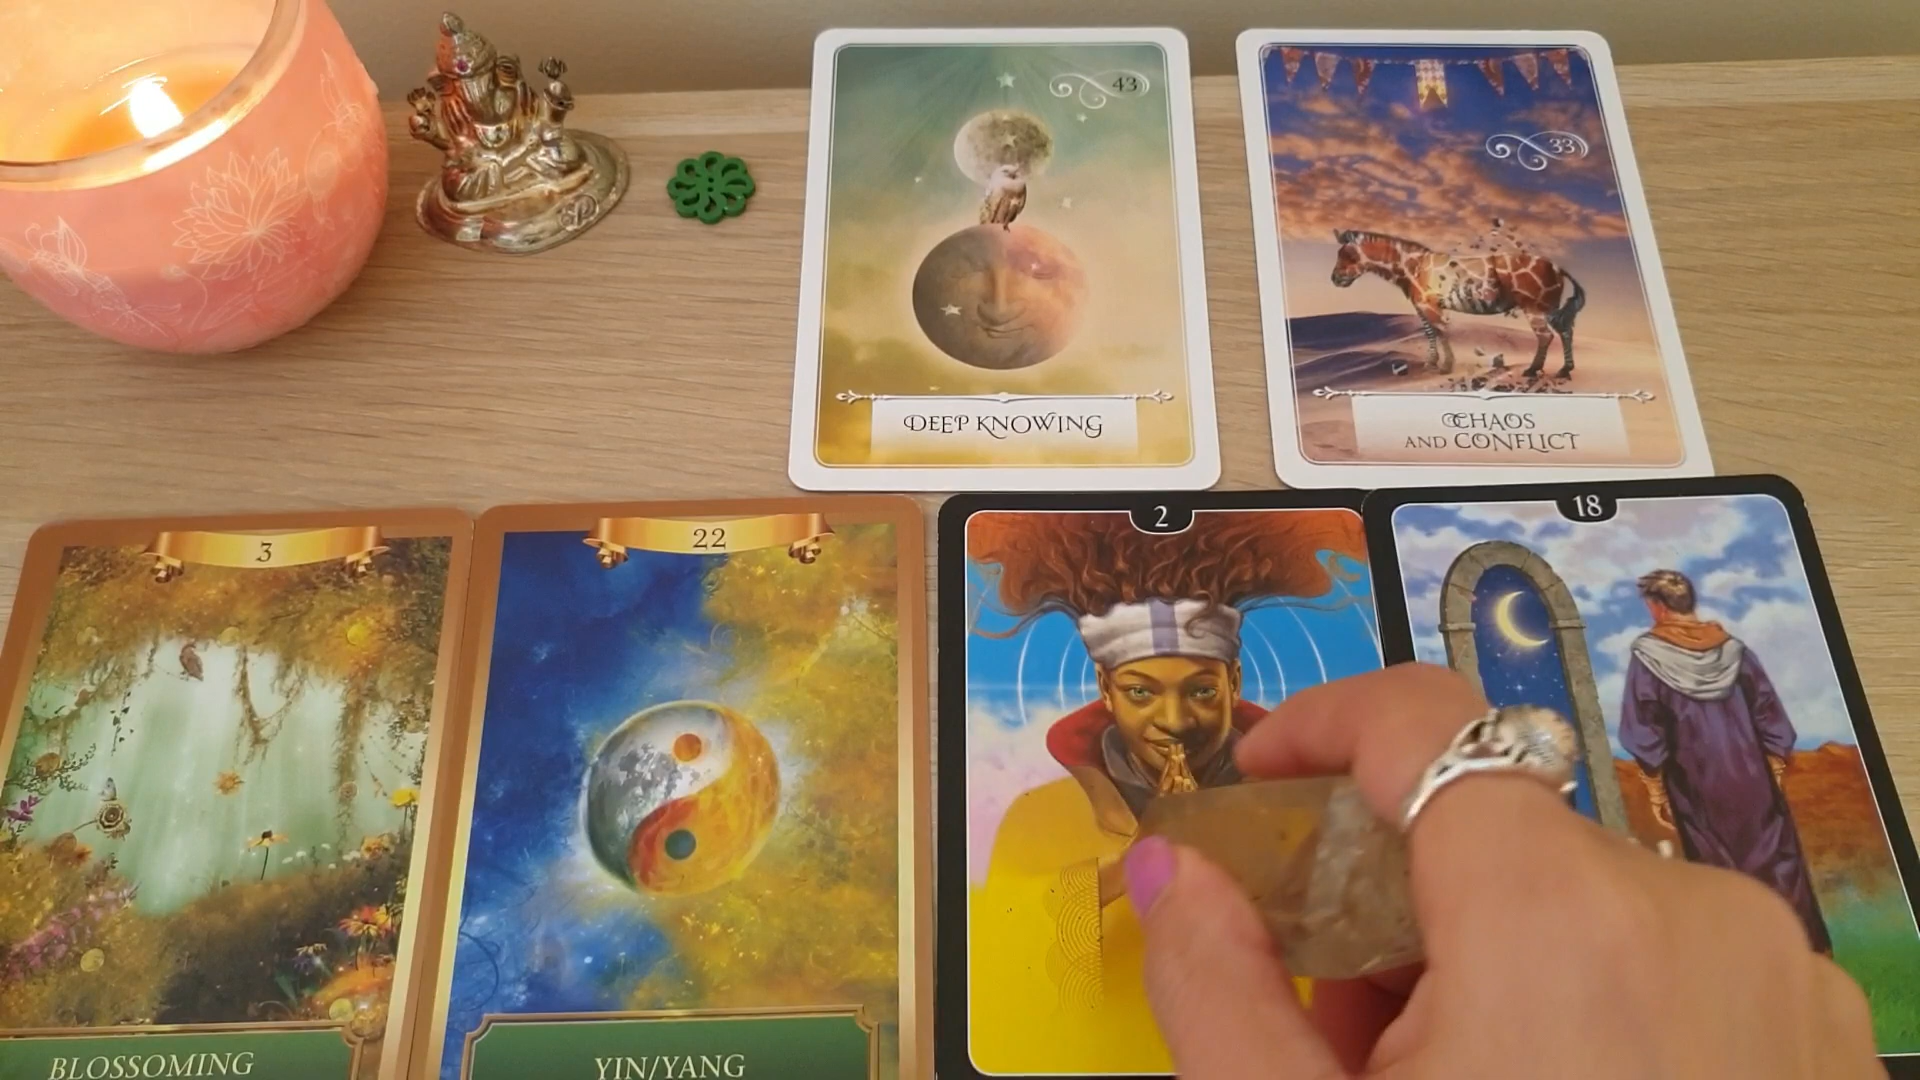 43
DEEP KNOWING
33
CHAOS
AND CONFLICT
3
BLOSSOMING
22
YIN/YANG
2
18